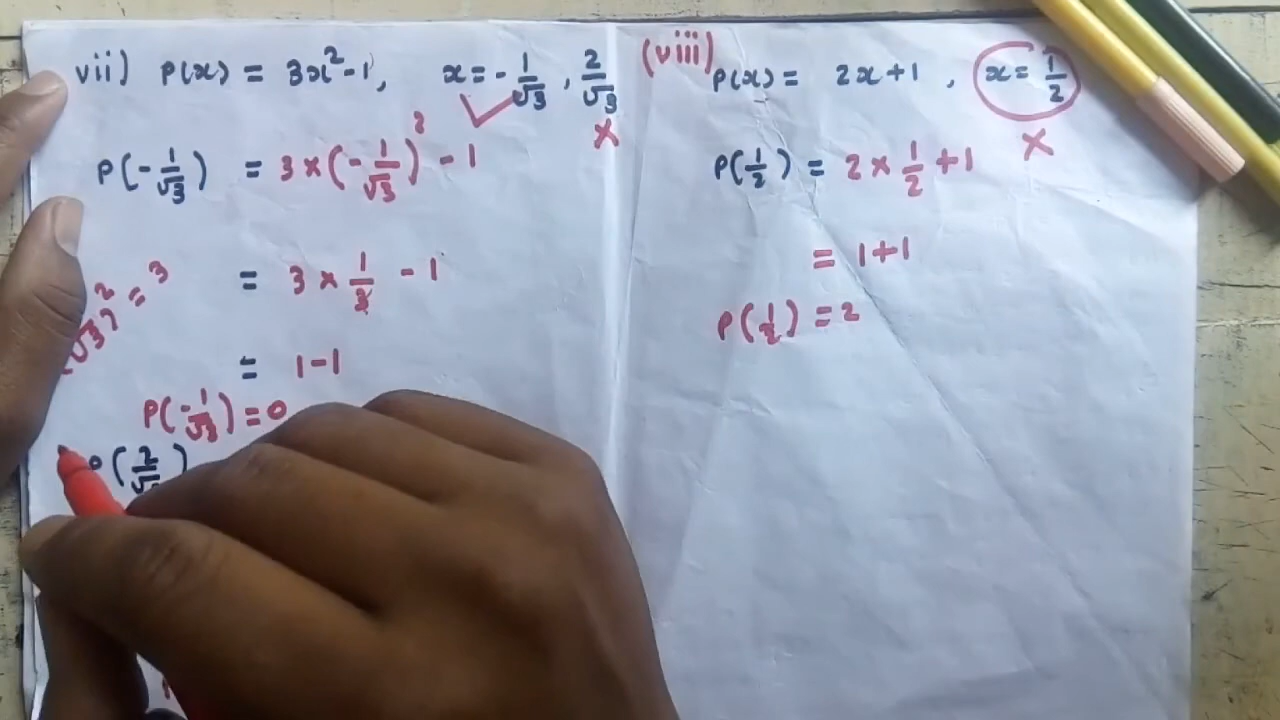 vii) P(x) = 3x² - 1, x = - 1/√3, 2/√3
P(- 1/√3) = 3 × (- 1/√3)² - 1
= 3 × 1/3 - 1
(√3)² = 3
= 1 - 1
P(- 1/√3) = 0
(viii) P(x) = 2x + 1, x = 1/2
P(1/2) = 2 × 1/2 + 1
= 1 + 1
P(1/2) = 2